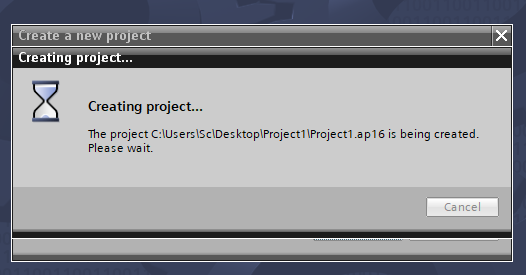 Create a new project
Creating project...
Creating project...
The project C:\Users\Sc\Desktop\Project1\Project1.ap16 is being created.
Please wait.
Cancel